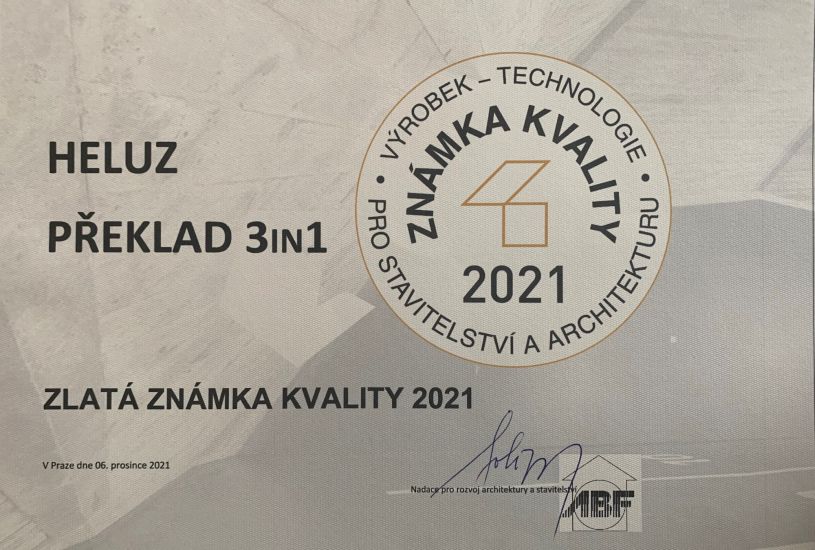 HELUZ
PŘEKLAD 3IN1
VÝROBEK – TECHNOLOGIE •
PRO STAVITELSTVÍ A ARCHITEKTURU •
ZNÁMKA KVALITY
2021
ZLATÁ ZNÁMKA KVALITY 2021
V Praze dne 06. prosince 2021
Nadace pro rozvoj architektury a stavitelství
ABF